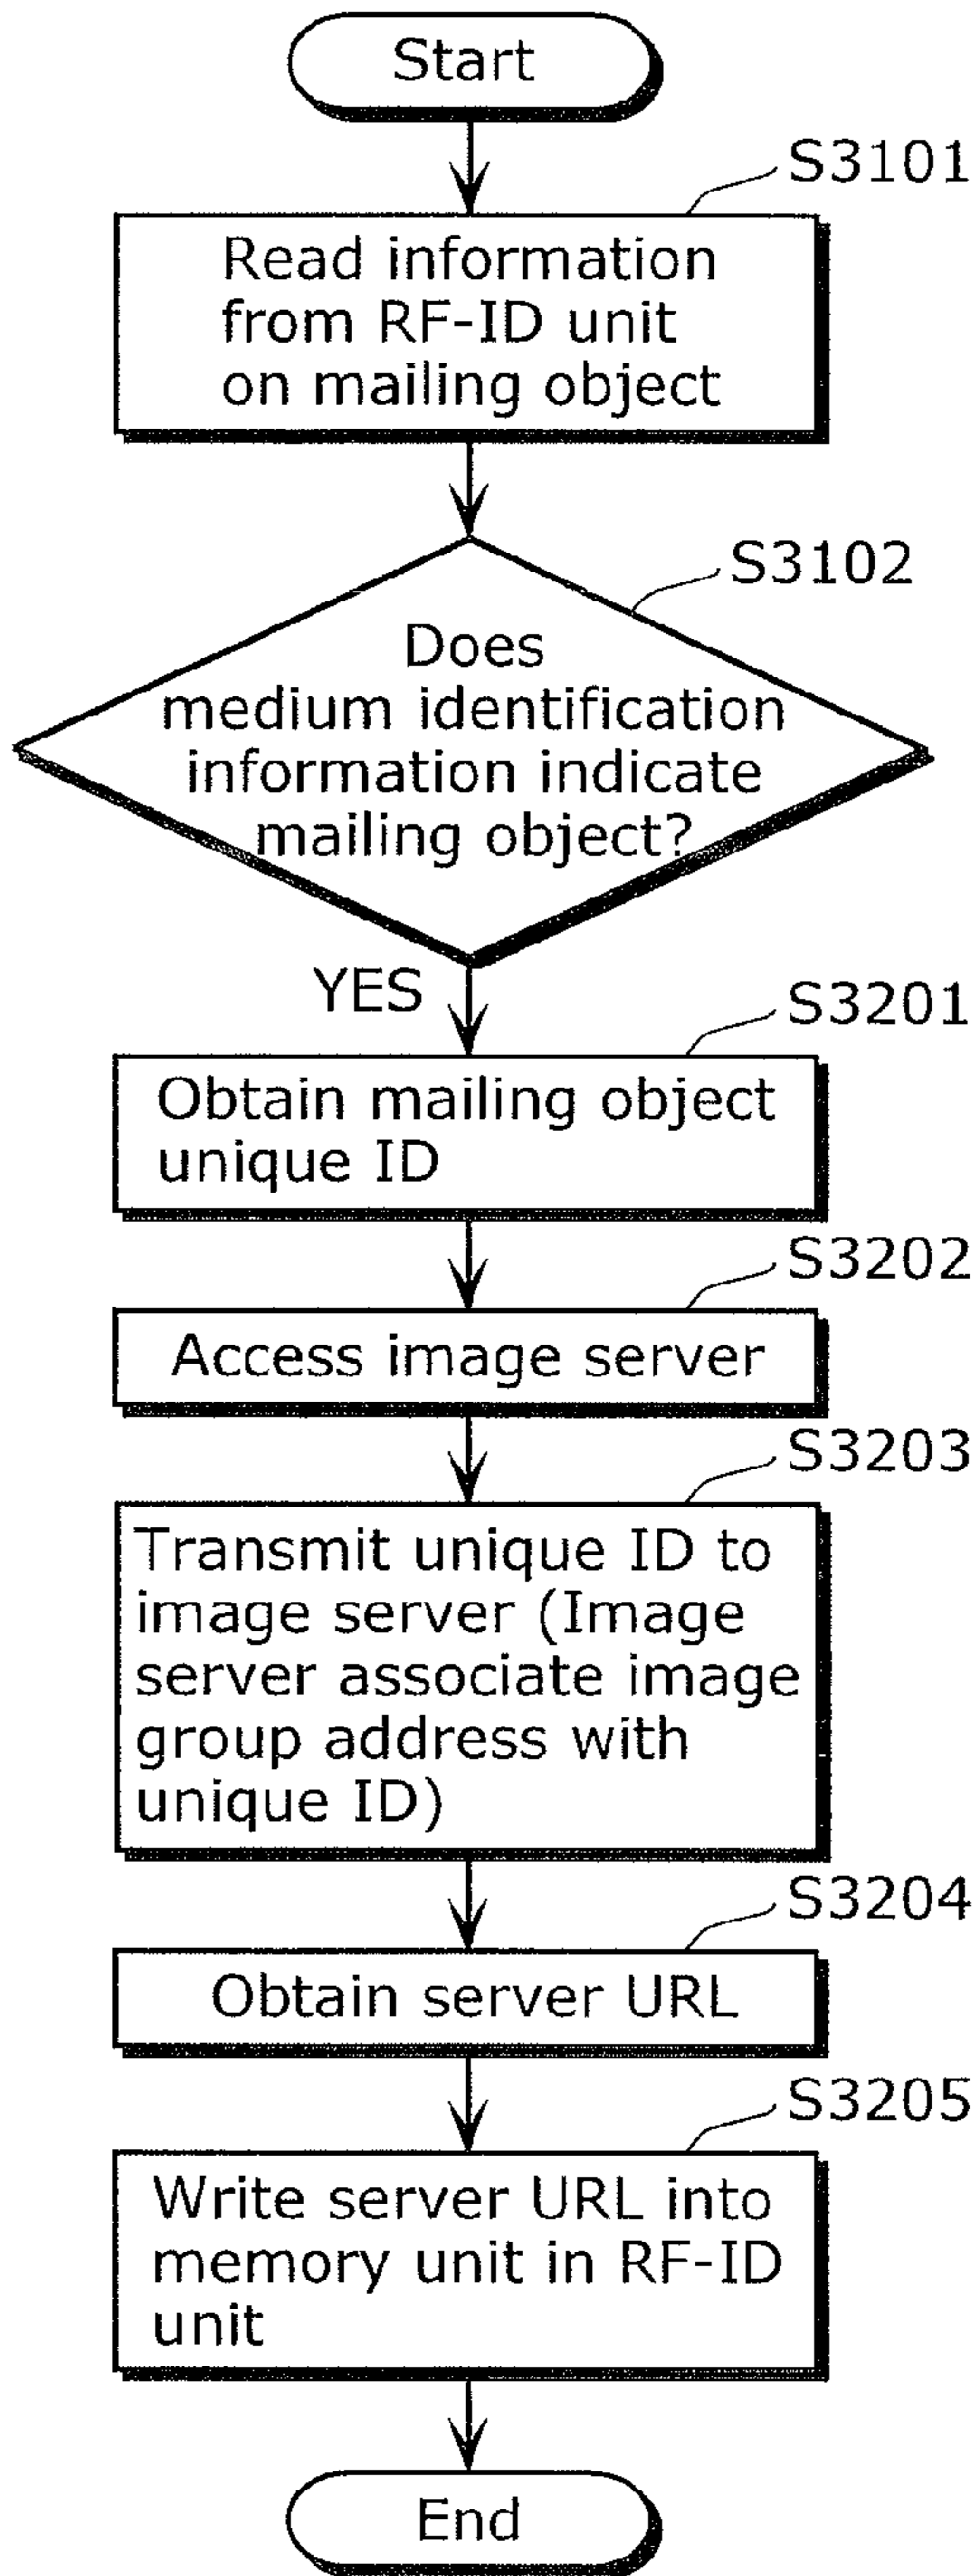 Start
S3101
Read information
from RF-ID unit
on mailing object
S3102
Does
medium identification
information indicate
mailing object?
YES
S3201
Obtain mailing object
unique ID
S3202
Access image server
S3203
Transmit unique ID to
image server (Image
server associate image
group address with
unique ID)
S3204
Obtain server URL
S3205
Write server URL into
memory unit in RF-ID
unit
End